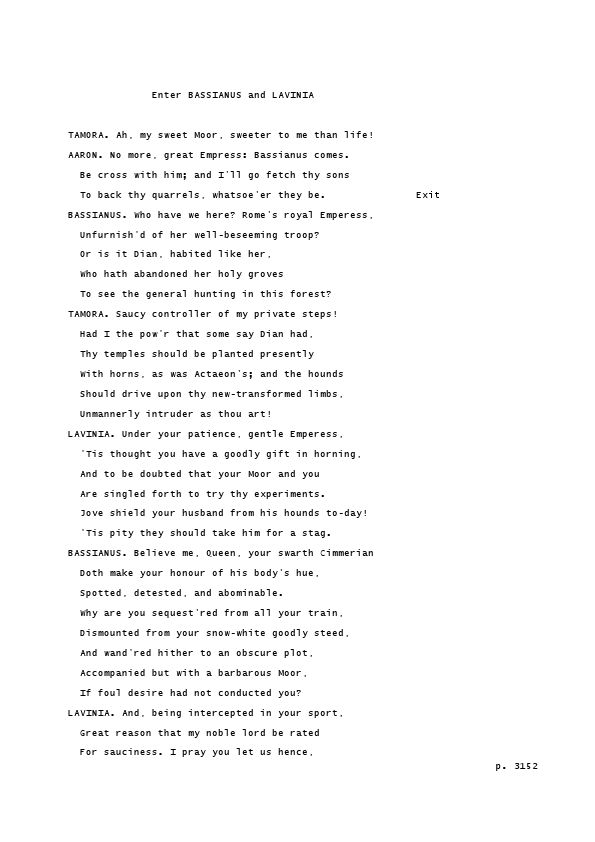 Enter BASSIANUS and LAVINIA
TAMORA. Ah, my sweet Moor, sweeter to me than life!
AARON. No more, great Empress: Bassianus comes.
Be cross with him; and I'll go fetch thy sons
To back thy quarrels, whatsoe'er they be. Exit
BASSIANUS. Who have we here? Rome's royal Emperess,
Unfurnish'd of her well-beseeming troop?
Or is it Dian, habited like her,
Who hath abandoned her holy groves
To see the general hunting in this forest?
TAMORA. Saucy controller of my private steps!
Had I the pow'r that some say Dian had,
Thy temples should be planted presently
With horns, as was Actaeon's; and the hounds
Should drive upon thy new-transformed limbs,
Unmannerly intruder as thou art!
LAVINIA. Under your patience, gentle Emperess,
'Tis thought you have a goodly gift in horning,
And to be doubted that your Moor and you
Are singled forth to try thy experiments.
Jove shield your husband from his hounds to-day!
'Tis pity they should take him for a stag.
BASSIANUS. Believe me, Queen, your swarth Cimmerian
Doth make your honour of his body's hue,
Spotted, detested, and abominable.
Why are you sequest'red from all your train,
Dismounted from your snow-white goodly steed,
And wand'red hither to an obscure plot,
Accompanied but with a barbarous Moor,
If foul desire had not conducted you?
LAVINIA. And, being intercepted in your sport,
Great reason that my noble lord be rated
For sauciness. I pray you let us hence,
p. 3152